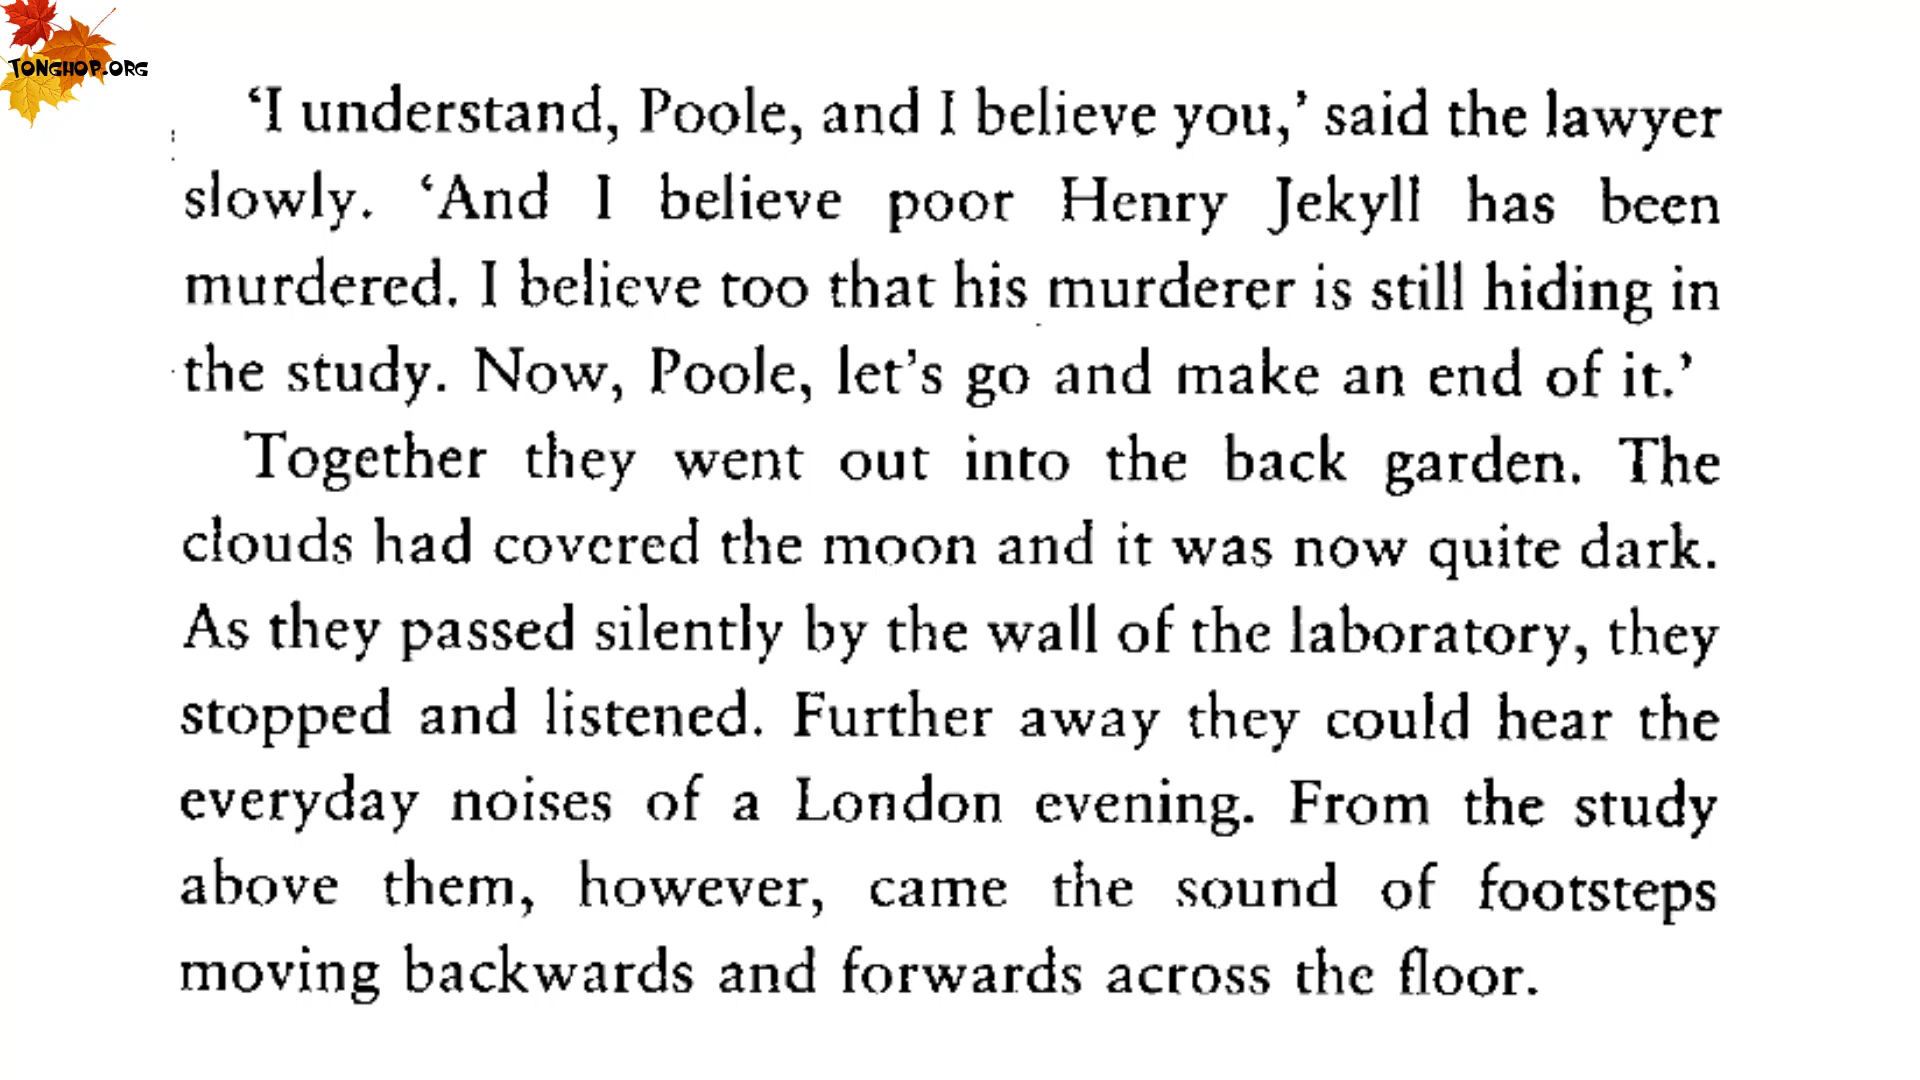 TONGHOP.ORG
‘I understand, Poole, and I believe you,’ said the lawyer
slowly. ‘And I believe poor Henry Jekyll has been
murdered. I believe too that his murderer is still hiding in
the study. Now, Poole, let’s go and make an end of it.’
Together they went out into the back garden. The
clouds had covered the moon and it was now quite dark.
As they passed silently by the wall of the laboratory, they
stopped and listened. Further away they could hear the
everyday noises of a London evening. From the study
above them, however, came the sound of footsteps
moving backwards and forwards across the floor.